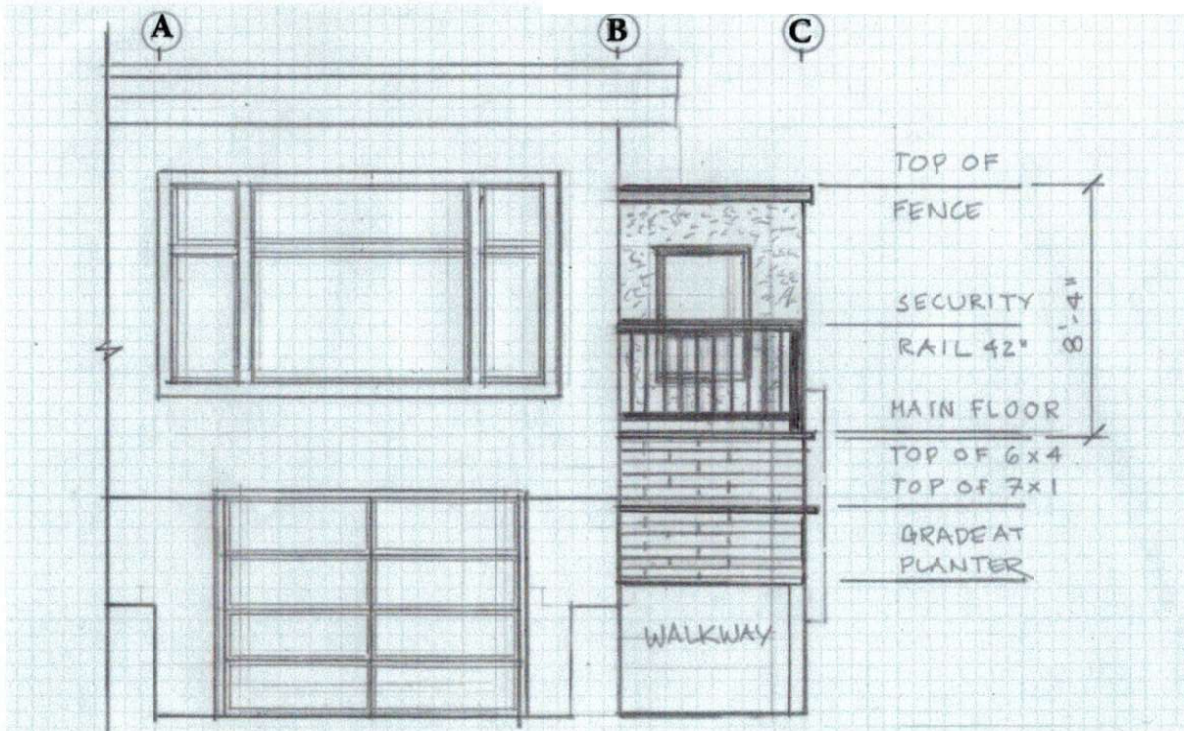 A
B
C
TOP OF
FENCE
SECURITY
RAIL 42"
8'-4"
MAIN FLOOR
TOP OF 6x4
TOP OF 7x1
GRADE AT
PLANTER
WALKWAY